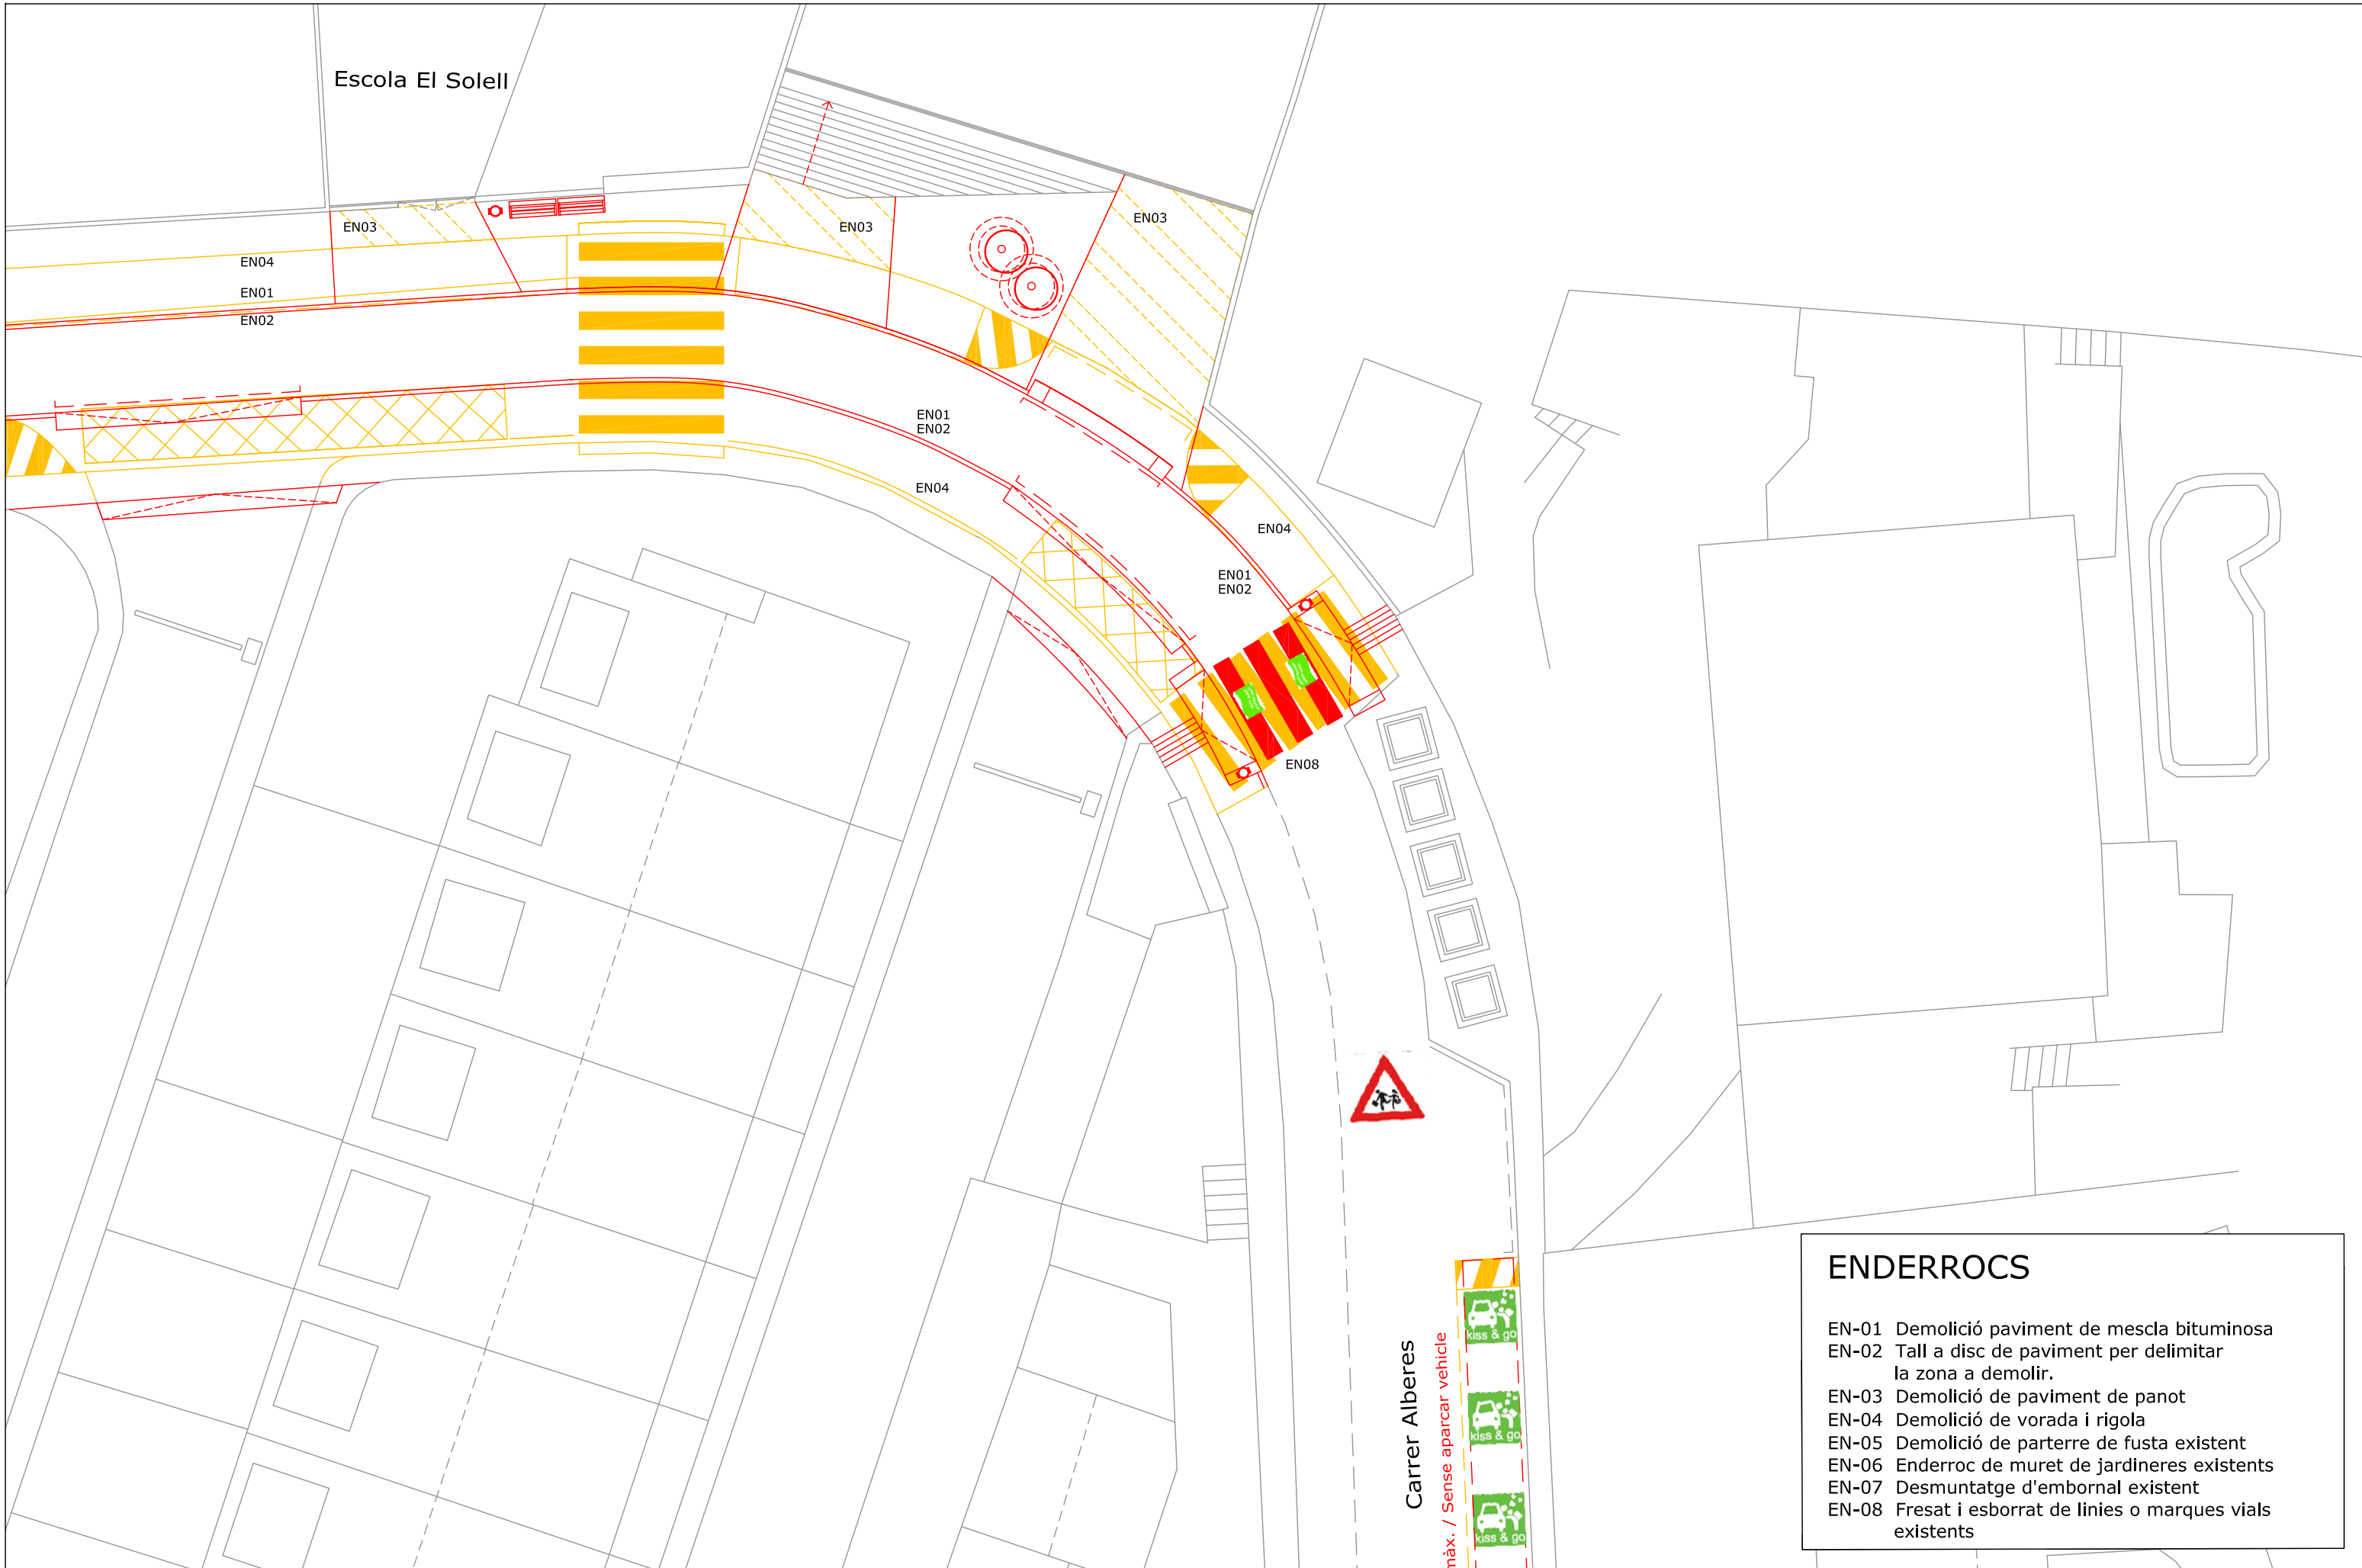 Escola El Solell
EN03
EN03
EN03
EN04
EN01
EN02
EN01
EN02
EN04
EN04
EN01
EN02
EN08
Carrer Alberes
màx. / Sense aparcar vehicle
kiss & go
kiss & go
kiss & go
ENDERROCS
EN-01 Demolició paviment de mescla bituminosa
EN-02 Tall a disc de paviment per delimitar
la zona a demolir.
EN-03 Demolició de paviment de panot
EN-04 Demolició de vorada i rigola
EN-05 Demolició de parterre de fusta existent
EN-06 Enderroc de muret de jardineres existents
EN-07 Desmuntatge d'embornal existent
EN-08 Fresat i esborrat de linies o marques vials
existents